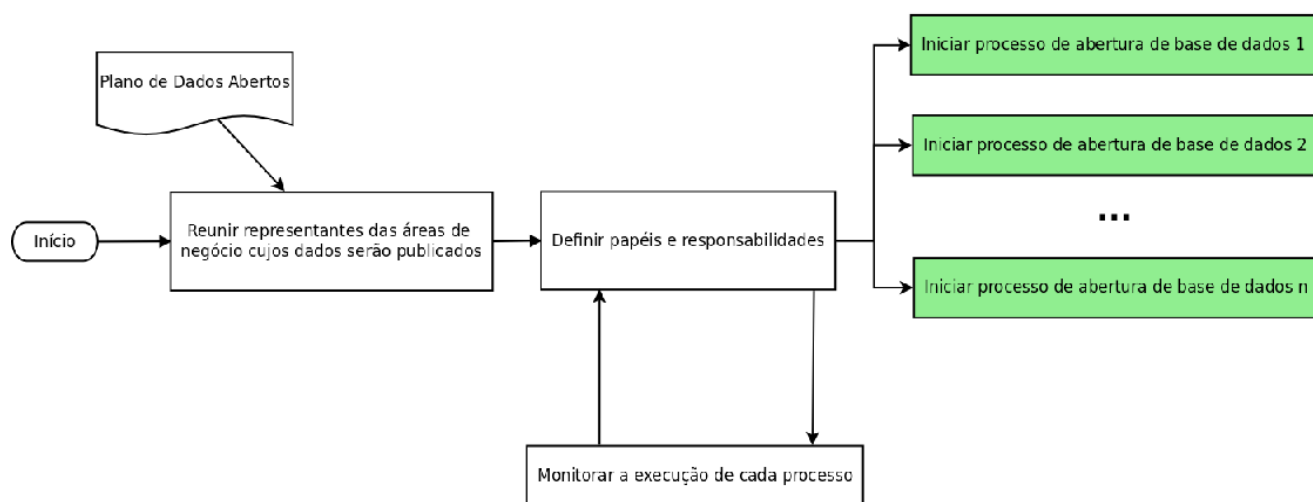 Plano de Dados Abertos
Início
Reunir representantes das áreas de
negócio cujos dados serão publicados
Definir papéis e responsabilidades
Monitorar a execução de cada processo
Iniciar processo de abertura de base de dados 1
Iniciar processo de abertura de base de dados 2
...
Iniciar processo de abertura de base de dados n